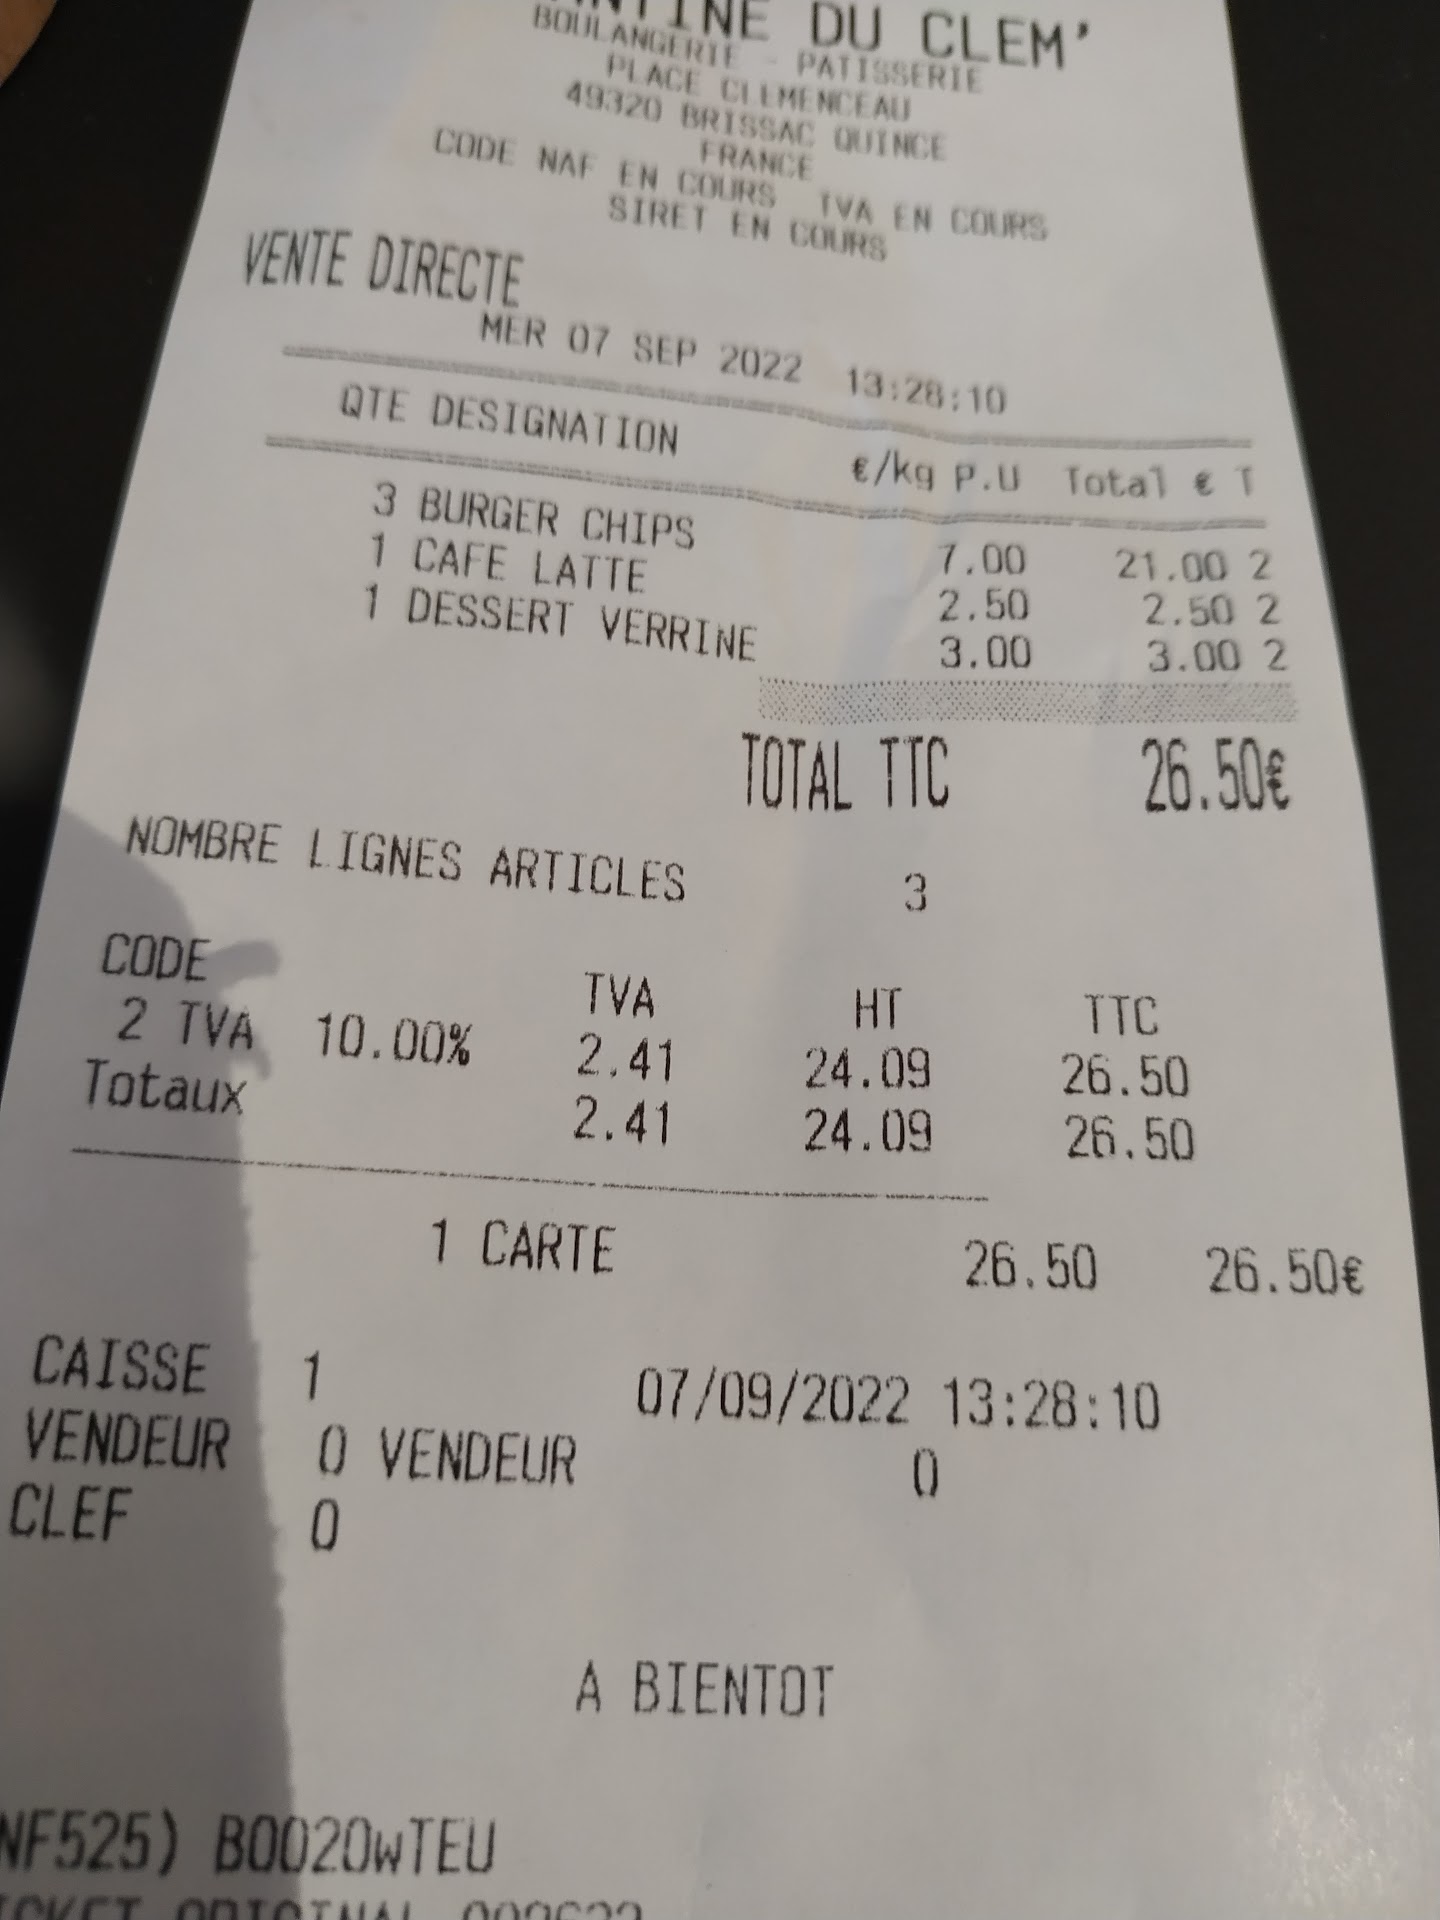 DU CLEM'
BOULANGERIE - PATISSERIE
PLACE CLEMENCEAU
49320 BRISSAC QUINCE
FRANCE
CODE NAF EN COURS TVA EN COURS
SIRET EN COURS
VENTE DIRECTE
MER 07 SEP 2022 13:28:10
QTE DESIGNATION €/kg P.U Total € T
3 BURGER CHIPS 7.00 21.00 2
1 CAFE LATTE 2.50 2.50 2
1 DESSERT VERRINE 3.00 3.00 2
TOTAL TTC 26.50€
NOMBRE LIGNES ARTICLES 3
CODE TVA HT TTC
2 TVA 10.00% 2.41 24.09 26.50
Totaux 2.41 24.09 26.50
1 CARTE 26.50 26.50€
CAISSE 1 07/09/2022 13:28:10
VENDEUR 0 VENDEUR 0
CLEF 0
A BIENTOT
NF525) B0020wTEU
ORIGINAL